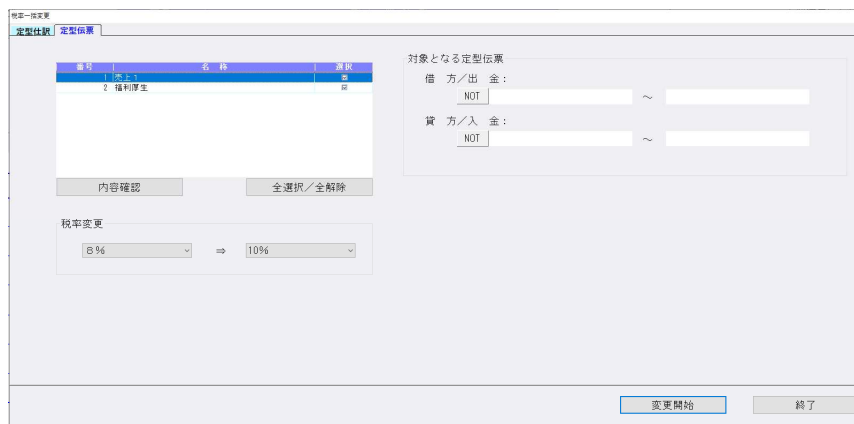 税率一括変更
定型仕訳 定型伝票
番号 名 称 選択
1 売上1
2 福利厚生
内容確認 全選択／全解除
税率変更
8% ⇒ 10%
対象となる定型伝票
借 方／出 金：
NOT ～
貸 方／入 金：
NOT ～
変更開始 終了